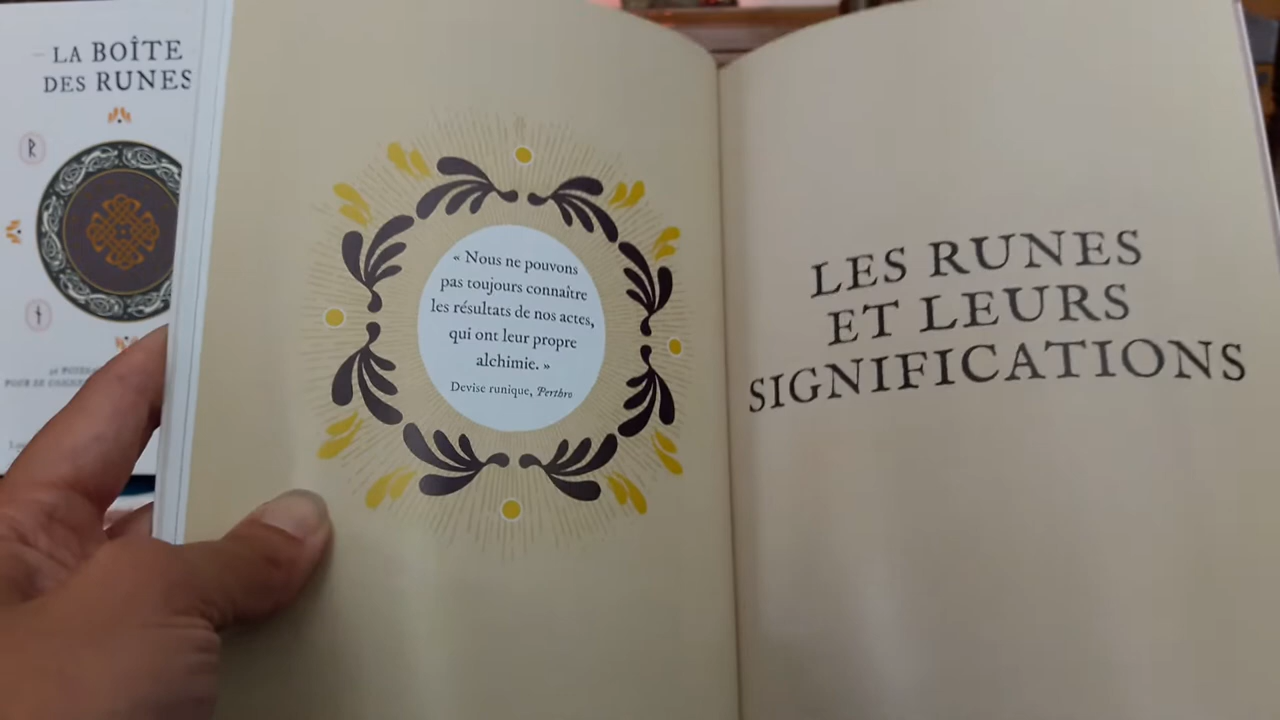 LA BOÎTE
DES RUNES
ᚱ
ᚾ
« Nous ne pouvons
pas toujours connaître
les résultats de nos actes,
qui ont leur propre
alchimie. »
Devise runique, Perthro
LES RUNES
ET LEURS
SIGNIFICATIONS